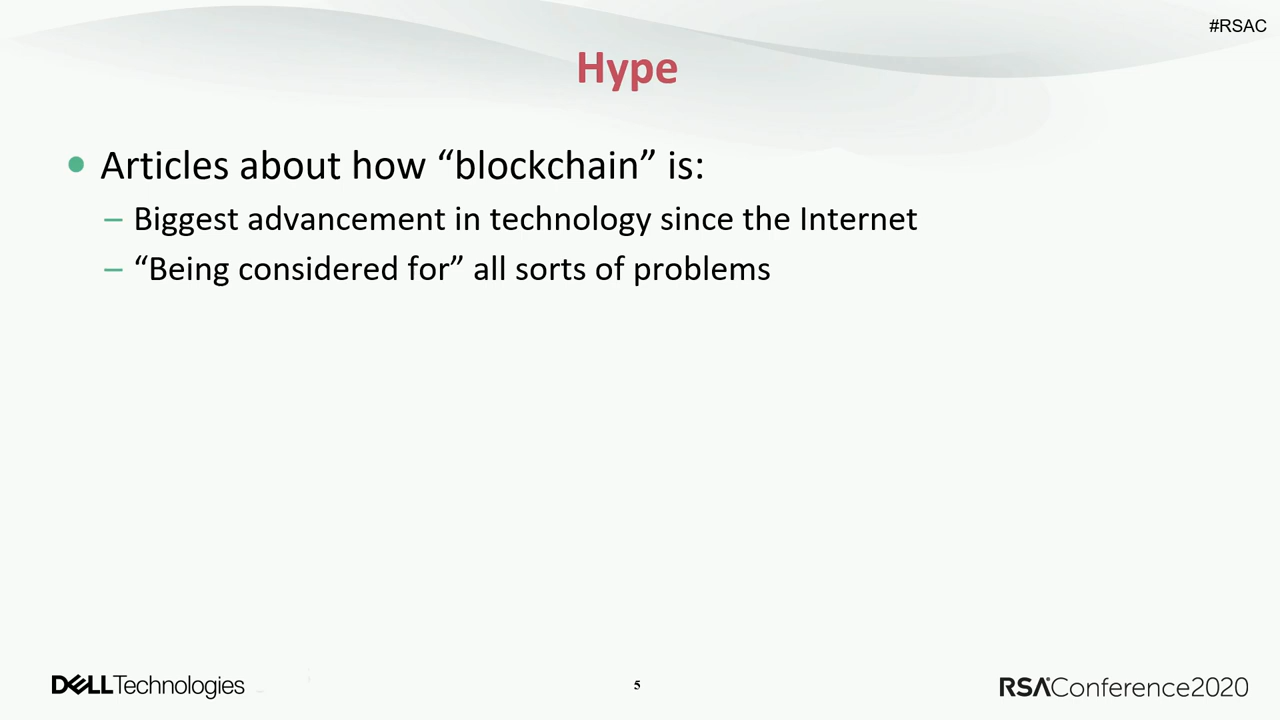 #RSAC
Hype
Articles about how “blockchain” is:
– Biggest advancement in technology since the Internet
– “Being considered for” all sorts of problems
DELLTechnologies
5
RSAConference2020